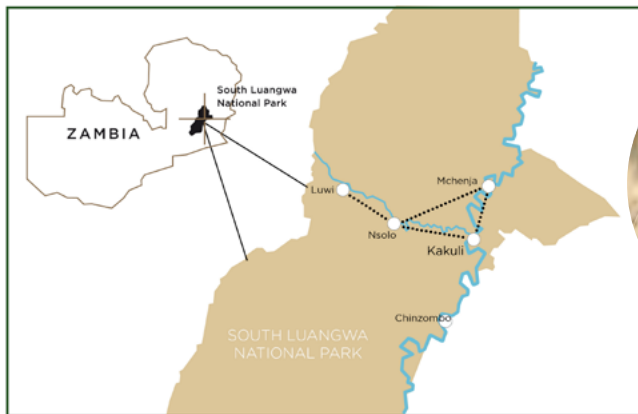 South Luangwa
National Park
ZAMBIA
Luwi
Mchenja
Nsolo
Kakuli
Chinzombo
SOUTH LUANGWA
NATIONAL PARK